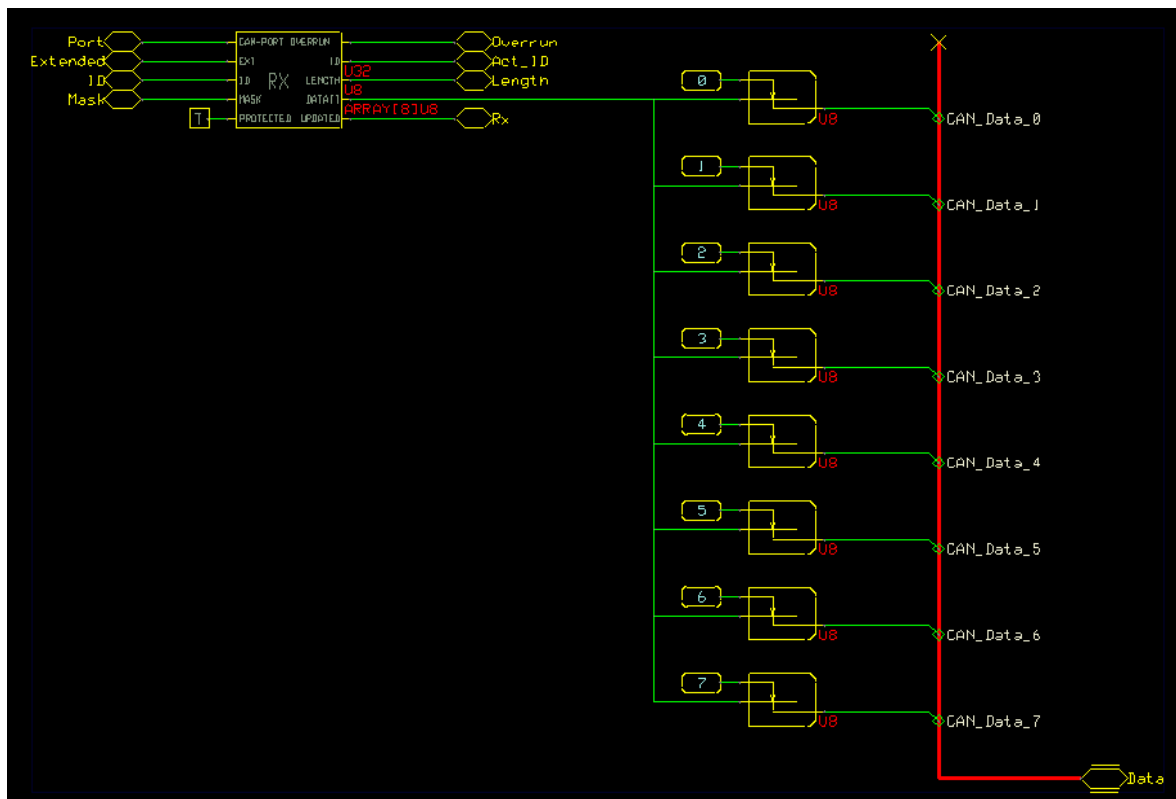 Port CAN-PORT OVERRUN Overrun
Extended EXT ID Act_ID
U32
ID ID RX LENGTH Length
U8
Mask MASK DATA[]
ARRAY[8]U8
T PROTECTED UPDATED Rx
0
U8 CAN_Data_0
1
U8 CAN_Data_1
2
U8 CAN_Data_2
3
U8 CAN_Data_3
4
U8 CAN_Data_4
5
U8 CAN_Data_5
6
U8 CAN_Data_6
7
U8 CAN_Data_7
Data